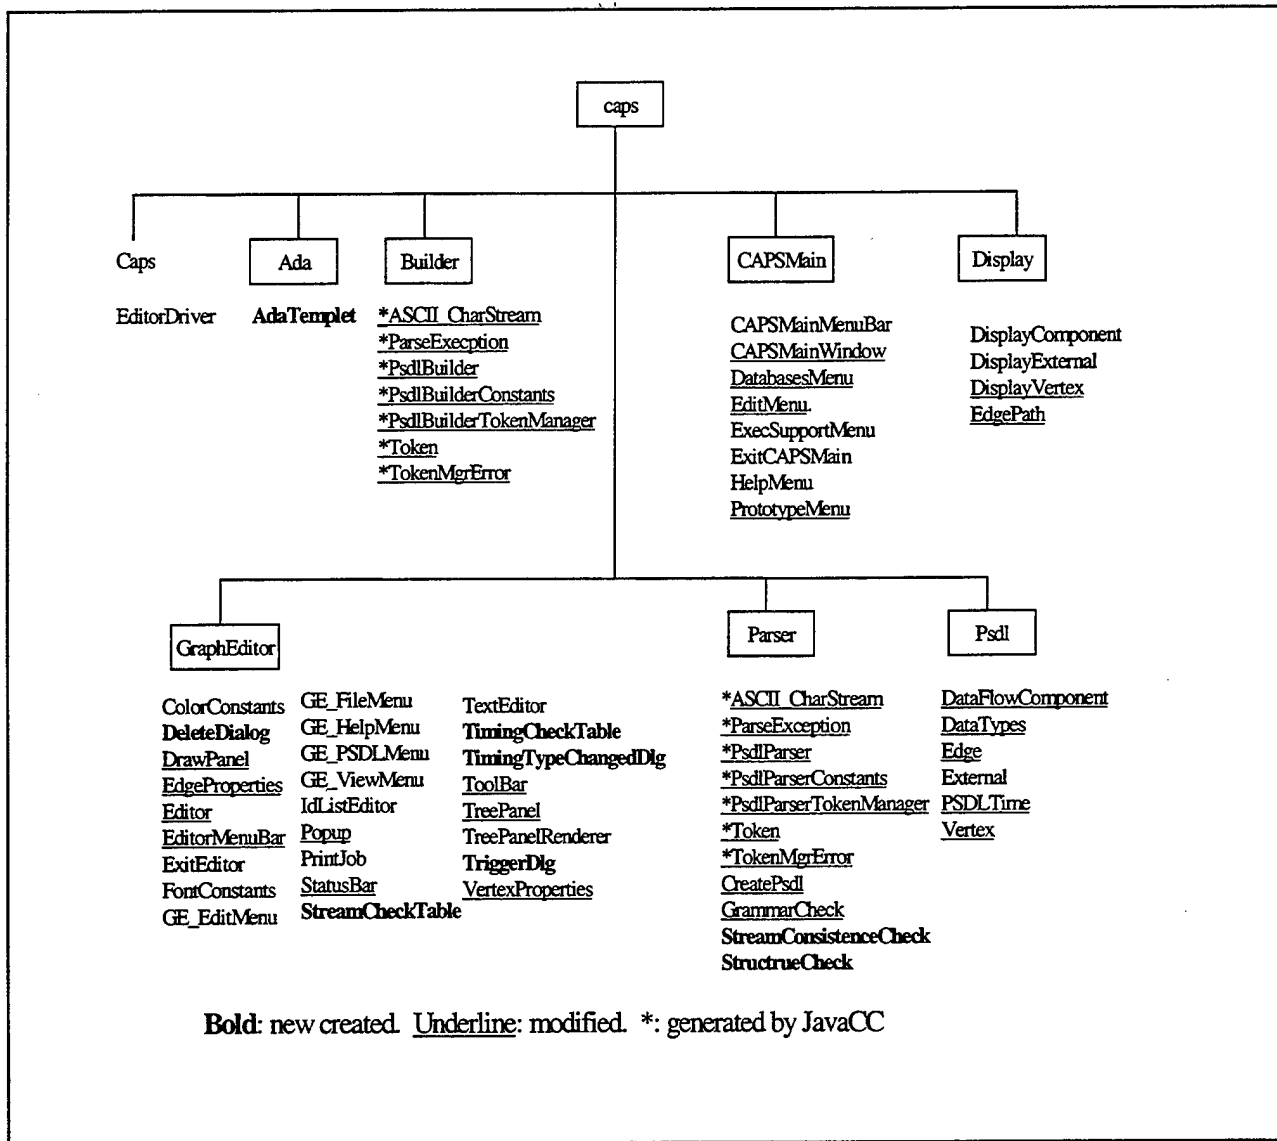 caps
Caps
EditorDriver
Ada
AdaTemplet
Builder
*ASCII_CharStream
*ParseExecption
*PsdlBuilder
*PsdlBuilderConstants
*PsdlBuilderTokenManager
*Token
*TokenMgrError
CAPSMain
CAPSMainMenuBar
CAPSMainWindow
DatabasesMenu
EditMenu.
ExecSupportMenu
ExitCAPSMain
HelpMenu
PrototypeMenu
Display
DisplayComponent
DisplayExternal
DisplayVertex
EdgePath
GraphEditor
ColorConstants
DeleteDialog
DrawPanel
EdgeProperties
Editor
EditorMenuBar
ExitEditor
FontConstants
GE_EditMenu
GE_FileMenu
GE_HelpMenu
GE_PSDLMenu
GE_ViewMenu
IdListEditor
Popup
PrintJob
StatusBar
StreamCheckTable
TextEditor
TimingCheckTable
TimingTypeChangedDlg
ToolBar
TreePanel
TreePanelRenderer
TriggerDlg
VertexProperties
Parser
*ASCII_CharStream
*ParseException
*PsdlParser
*PsdlParserConstants
*PsdlParserTokenManager
*Token
*TokenMgrError
CreatePsdl
GrammarCheck
StreamConsistenceCheck
StructrueCheck
Psdl
DataFlowComponent
DataTypes
Edge
External
PSDLTime
Vertex
Bold: new created. Underline: modified. *: generated by JavaCC